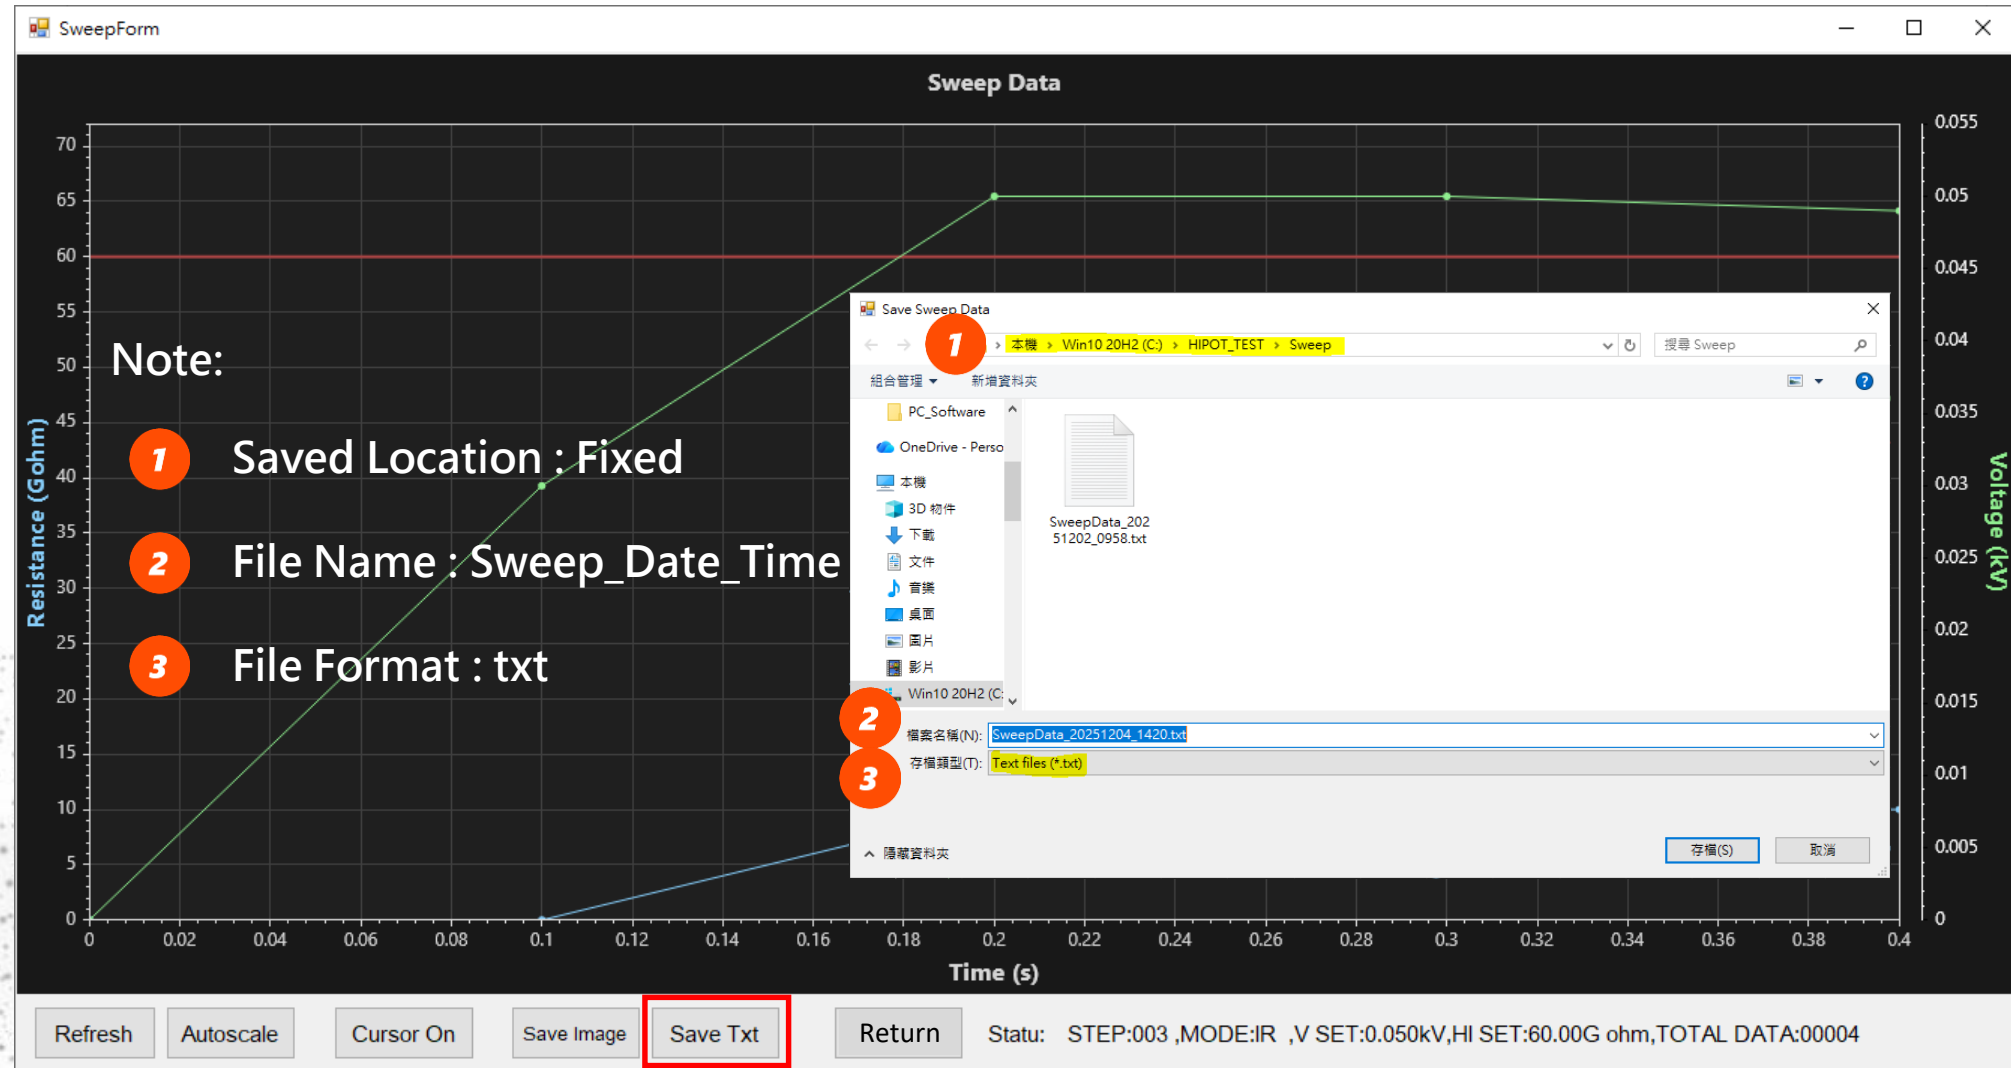 SweepForm
Sweep Data
70
65
60
55
50
45
40
35
30
25
20
15
10
5
0
Resistance (Gohm)
0.055
0.05
0.045
0.04
0.035
0.03
0.025
0.02
0.015
0.01
0.005
0
Voltage (kV)
0
0.02
0.04
0.06
0.08
0.1
0.12
0.14
0.16
0.18
0.2
0.22
0.24
0.26
0.28
0.3
0.32
0.34
0.36
0.38
0.4
Time (s)
Note:
1 Saved Location : Fixed
2 File Name : Sweep_Date_Time
3 File Format : txt
Save Sweep Data
1 › 本機 › Win10 20H2 (C:) › HIPOT_TEST › Sweep
搜尋 Sweep
組合管理
新增資料夾
PC_Software
OneDrive - Perso
本機
3D 物件
下載
文件
音樂
桌面
圖片
影片
Win10 20H2 (C:
SweepData_202
51202_0958.txt
2 檔案名稱(N): SweepData_20251204_1420.txt
3 存檔類型(T): Text files (*.txt)
隱藏資料夾
存檔(S)
取消
Refresh
Autoscale
Cursor On
Save Image
Save Txt
Return
Statu: STEP:003 ,MODE:IR ,V SET:0.050kV,HI SET:60.00G ohm,TOTAL DATA:00004